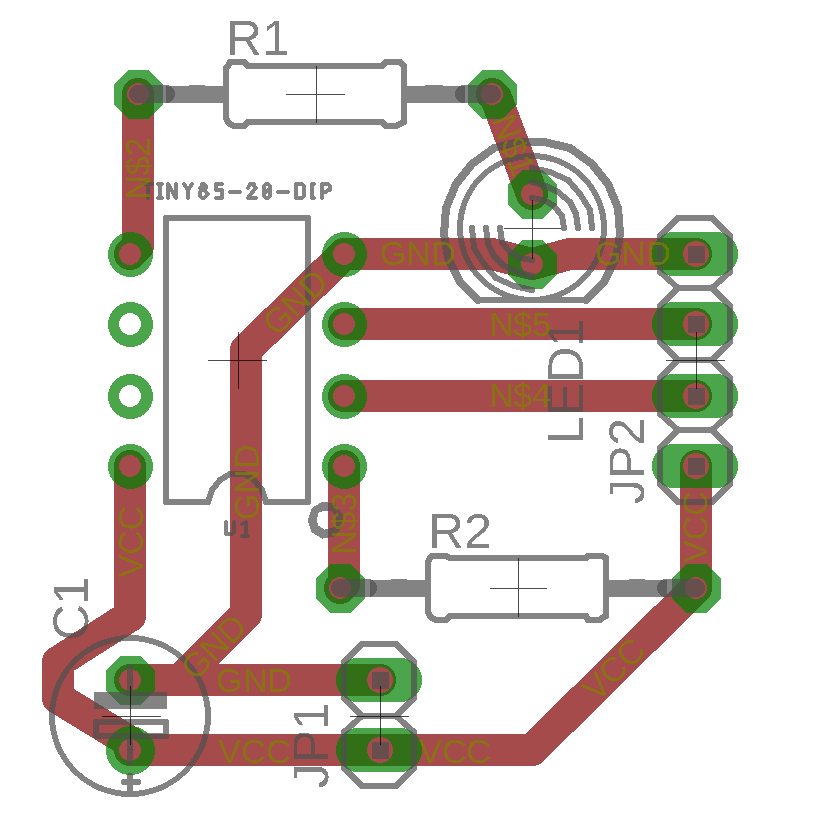 R1
N$2
N$1
TINY85-20-DIP
GND
GND
GND
N$5
LED1
N$4
JP2
GND
VCC
U1
N$3
R2
VCC
C1
GND
GND
VCC
JP1
VCC
VCC
+